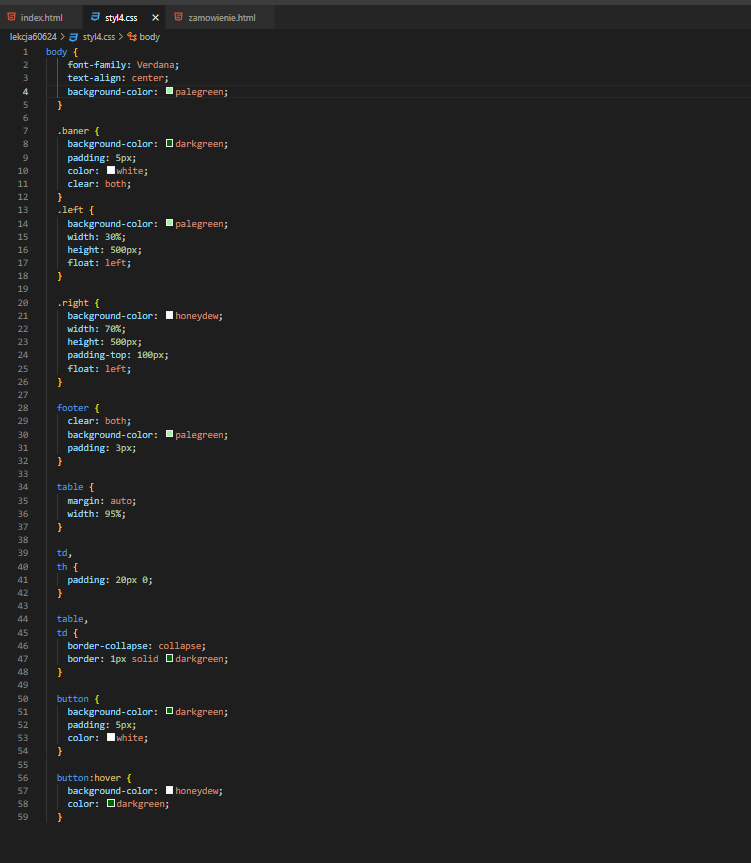 index.html styl4.css × zamowienie.html
lekcja60624 > styl4.css > body
1 body {
2 font-family: Verdana;
3 text-align: center;
4 background-color: palegreen;
5 }
6
7 .baner {
8 background-color: darkgreen;
9 padding: 5px;
10 color: white;
11 clear: both;
12 }
13 .left {
14 background-color: palegreen;
15 width: 30%;
16 height: 500px;
17 float: left;
18 }
19
20 .right {
21 background-color: honeydew;
22 width: 70%;
23 height: 500px;
24 padding-top: 100px;
25 float: left;
26 }
27
28 footer {
29 clear: both;
30 background-color: palegreen;
31 padding: 3px;
32 }
33
34 table {
35 margin: auto;
36 width: 95%;
37 }
38
39 td,
40 th {
41 padding: 20px 0;
42 }
43
44 table,
45 td {
46 border-collapse: collapse;
47 border: 1px solid darkgreen;
48 }
49
50 button {
51 background-color: darkgreen;
52 padding: 5px;
53 color: white;
54 }
55
56 button:hover {
57 background-color: honeydew;
58 color: darkgreen;
59 }